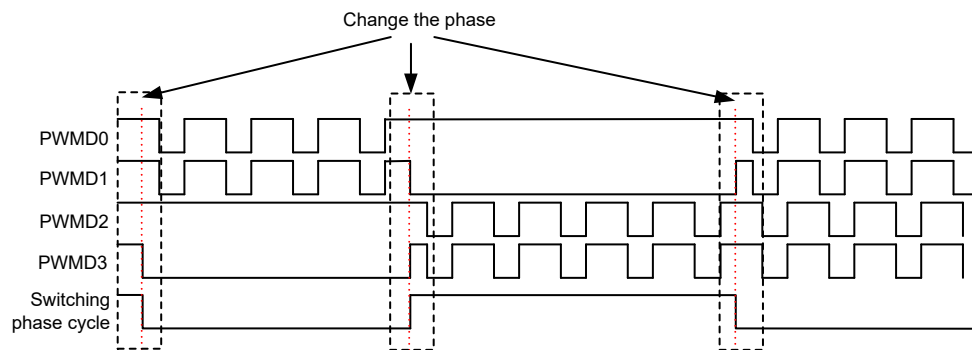 Change the phase
PWMD0
PWMD1
PWMD2
PWMD3
Switching
phase cycle